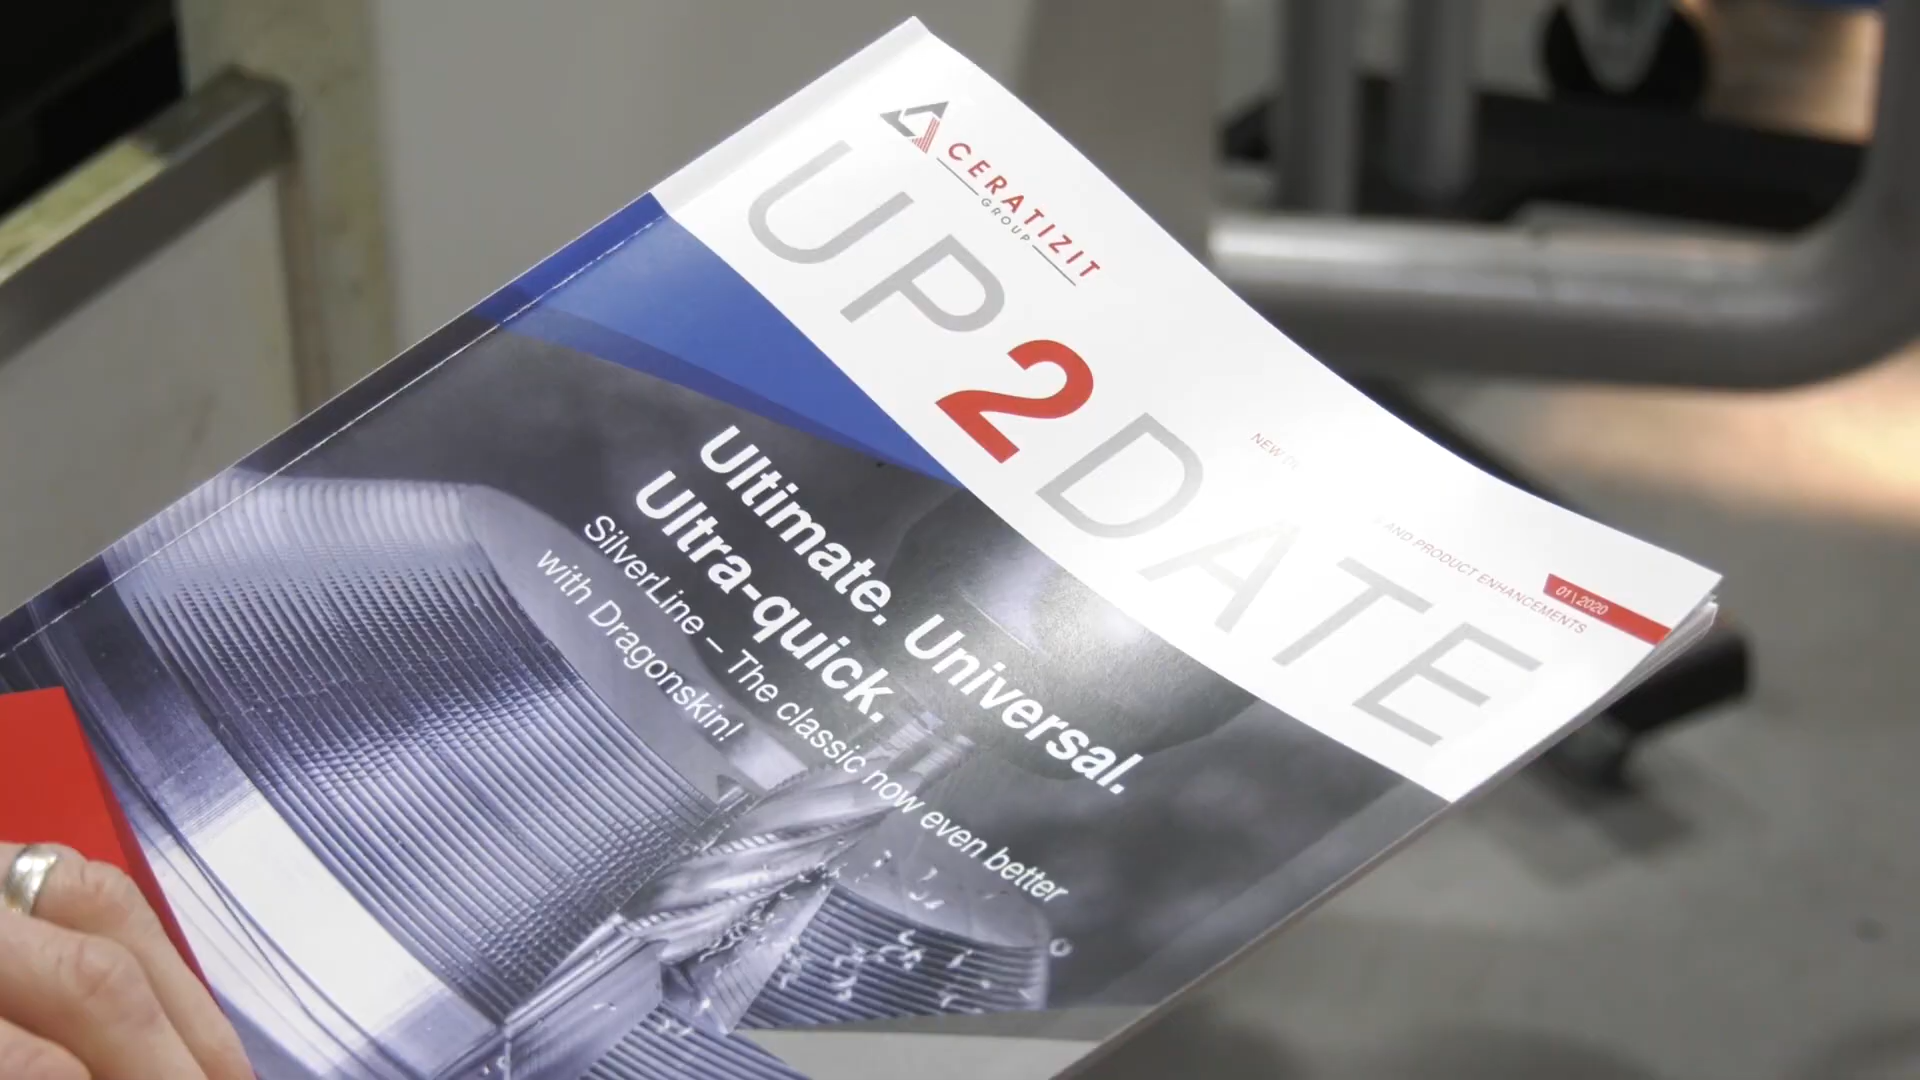 CERATIZIT
GROUP
UP2DATE
NEW
AND PRODUCT ENHANCEMENTS
01\2020
Ultimate. Universal.
Ultra-quick.
SilverLine – The classic now even better
with Dragonskin!